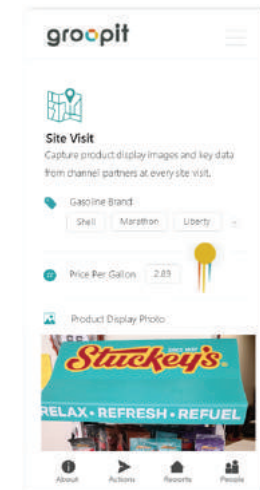 groopit
Site Visit
Capture product display images and key data
from channel partners at every site visit.
Gasoline Brand
Shell Marathon Liberty
Price Per Gallon 2.89
Product Display Photo
Stuckey's
RELAX • REFRESH • REFUEL
About Actions Reports People